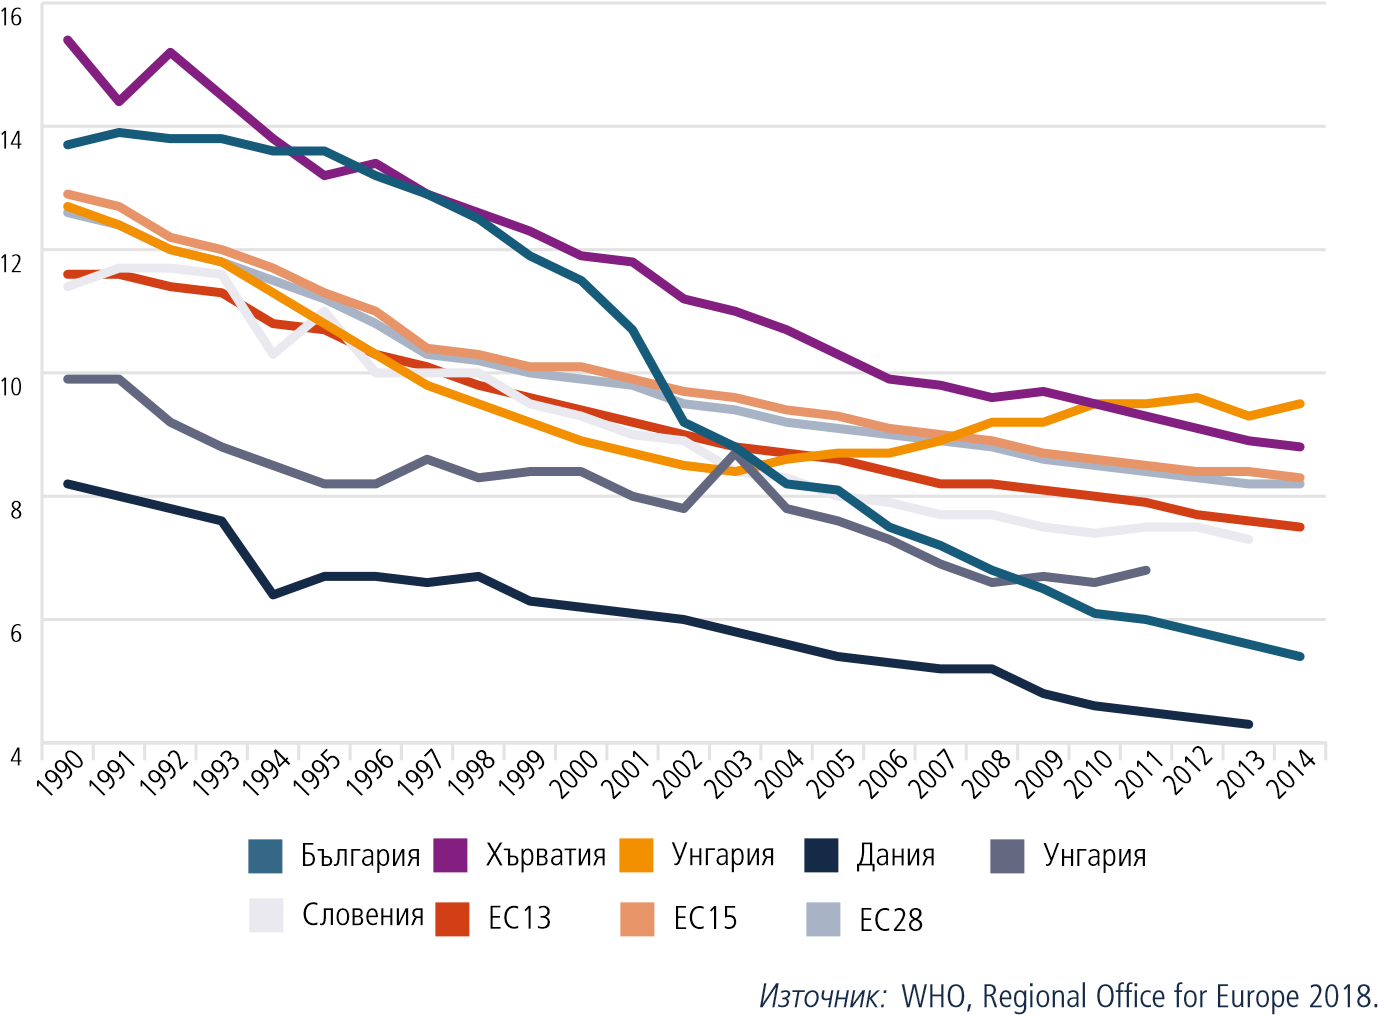 16
14
12
10
8
6
4
1990 1991 1992 1993 1994 1995 1996 1997 1998 1999 2000 2001 2002 2003 2004 2005 2006 2007 2008 2009 2010 2011 2012 2013 2014
България Хърватия Унгария Дания Унгария
Словения ЕС13 ЕС15 ЕС28
Източник: WHO, Regional Office for Europe 2018.